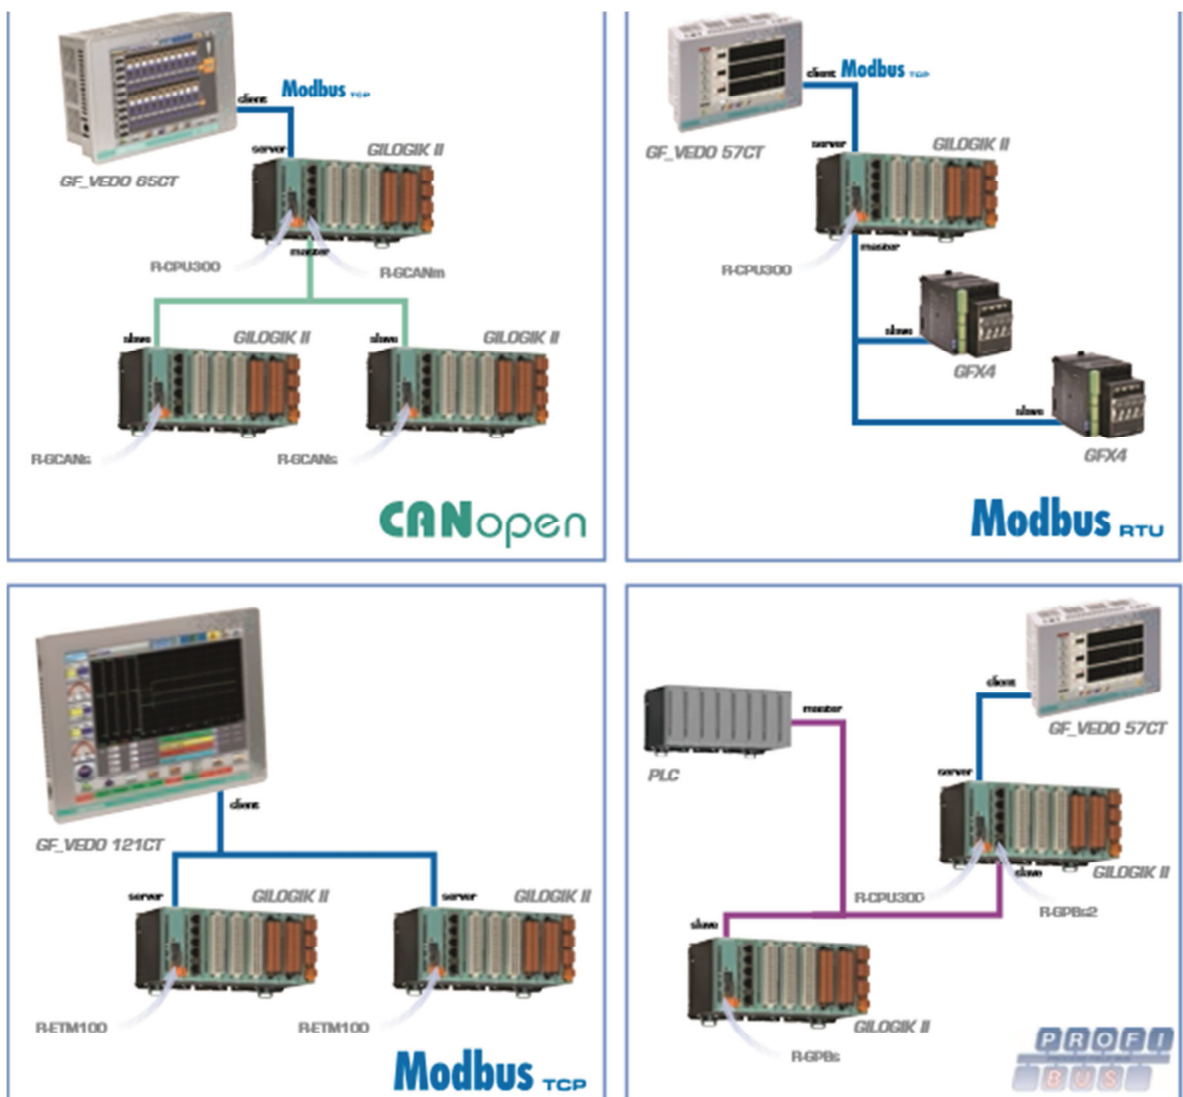 client
Modbus TCP
server
GILOGIK II
GF_VEDO 65CT
master
R-CPU300
R-GCANm
slave
GILOGIK II
slave
GILOGIK II
R-GCANs
R-GCANs
CANopen
client
Modbus TCP
GF_VEDO 57CT
server
GILOGIK II
master
R-CPU300
slave
GFX4
slave
GFX4
Modbus RTU
client
GF_VEDO 121CT
server
GILOGIK II
server
GILOGIK II
R-ETM100
R-ETM100
Modbus TCP
client
GF_VEDO 57CT
master
PLC
server
GILOGIK II
slave
R-CPU300
R-GPBs2
slave
GILOGIK II
R-GPBs
PROFI
BUS